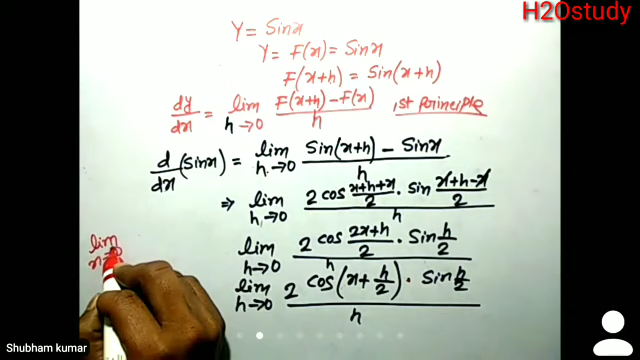 H2Ostudy
Y = Sinx
Y = F(x) = Sinx
F(x+h) = Sin(x+h)
dy/dx = lim h→0 F(x+h) - F(x) / h 1st principle
d/dx (sinx) = lim h→0 Sin(x+h) - Sinx / h
⇒ lim h→0 2 cos x+h+x/2 · sin x+h-x/2 / h
lim h→0 2 cos 2x+h/2 · Sin h/2 / h
lim h→0 2 cos(x + h/2) · Sin h/2 / h
lim x→0
Shubham kumar